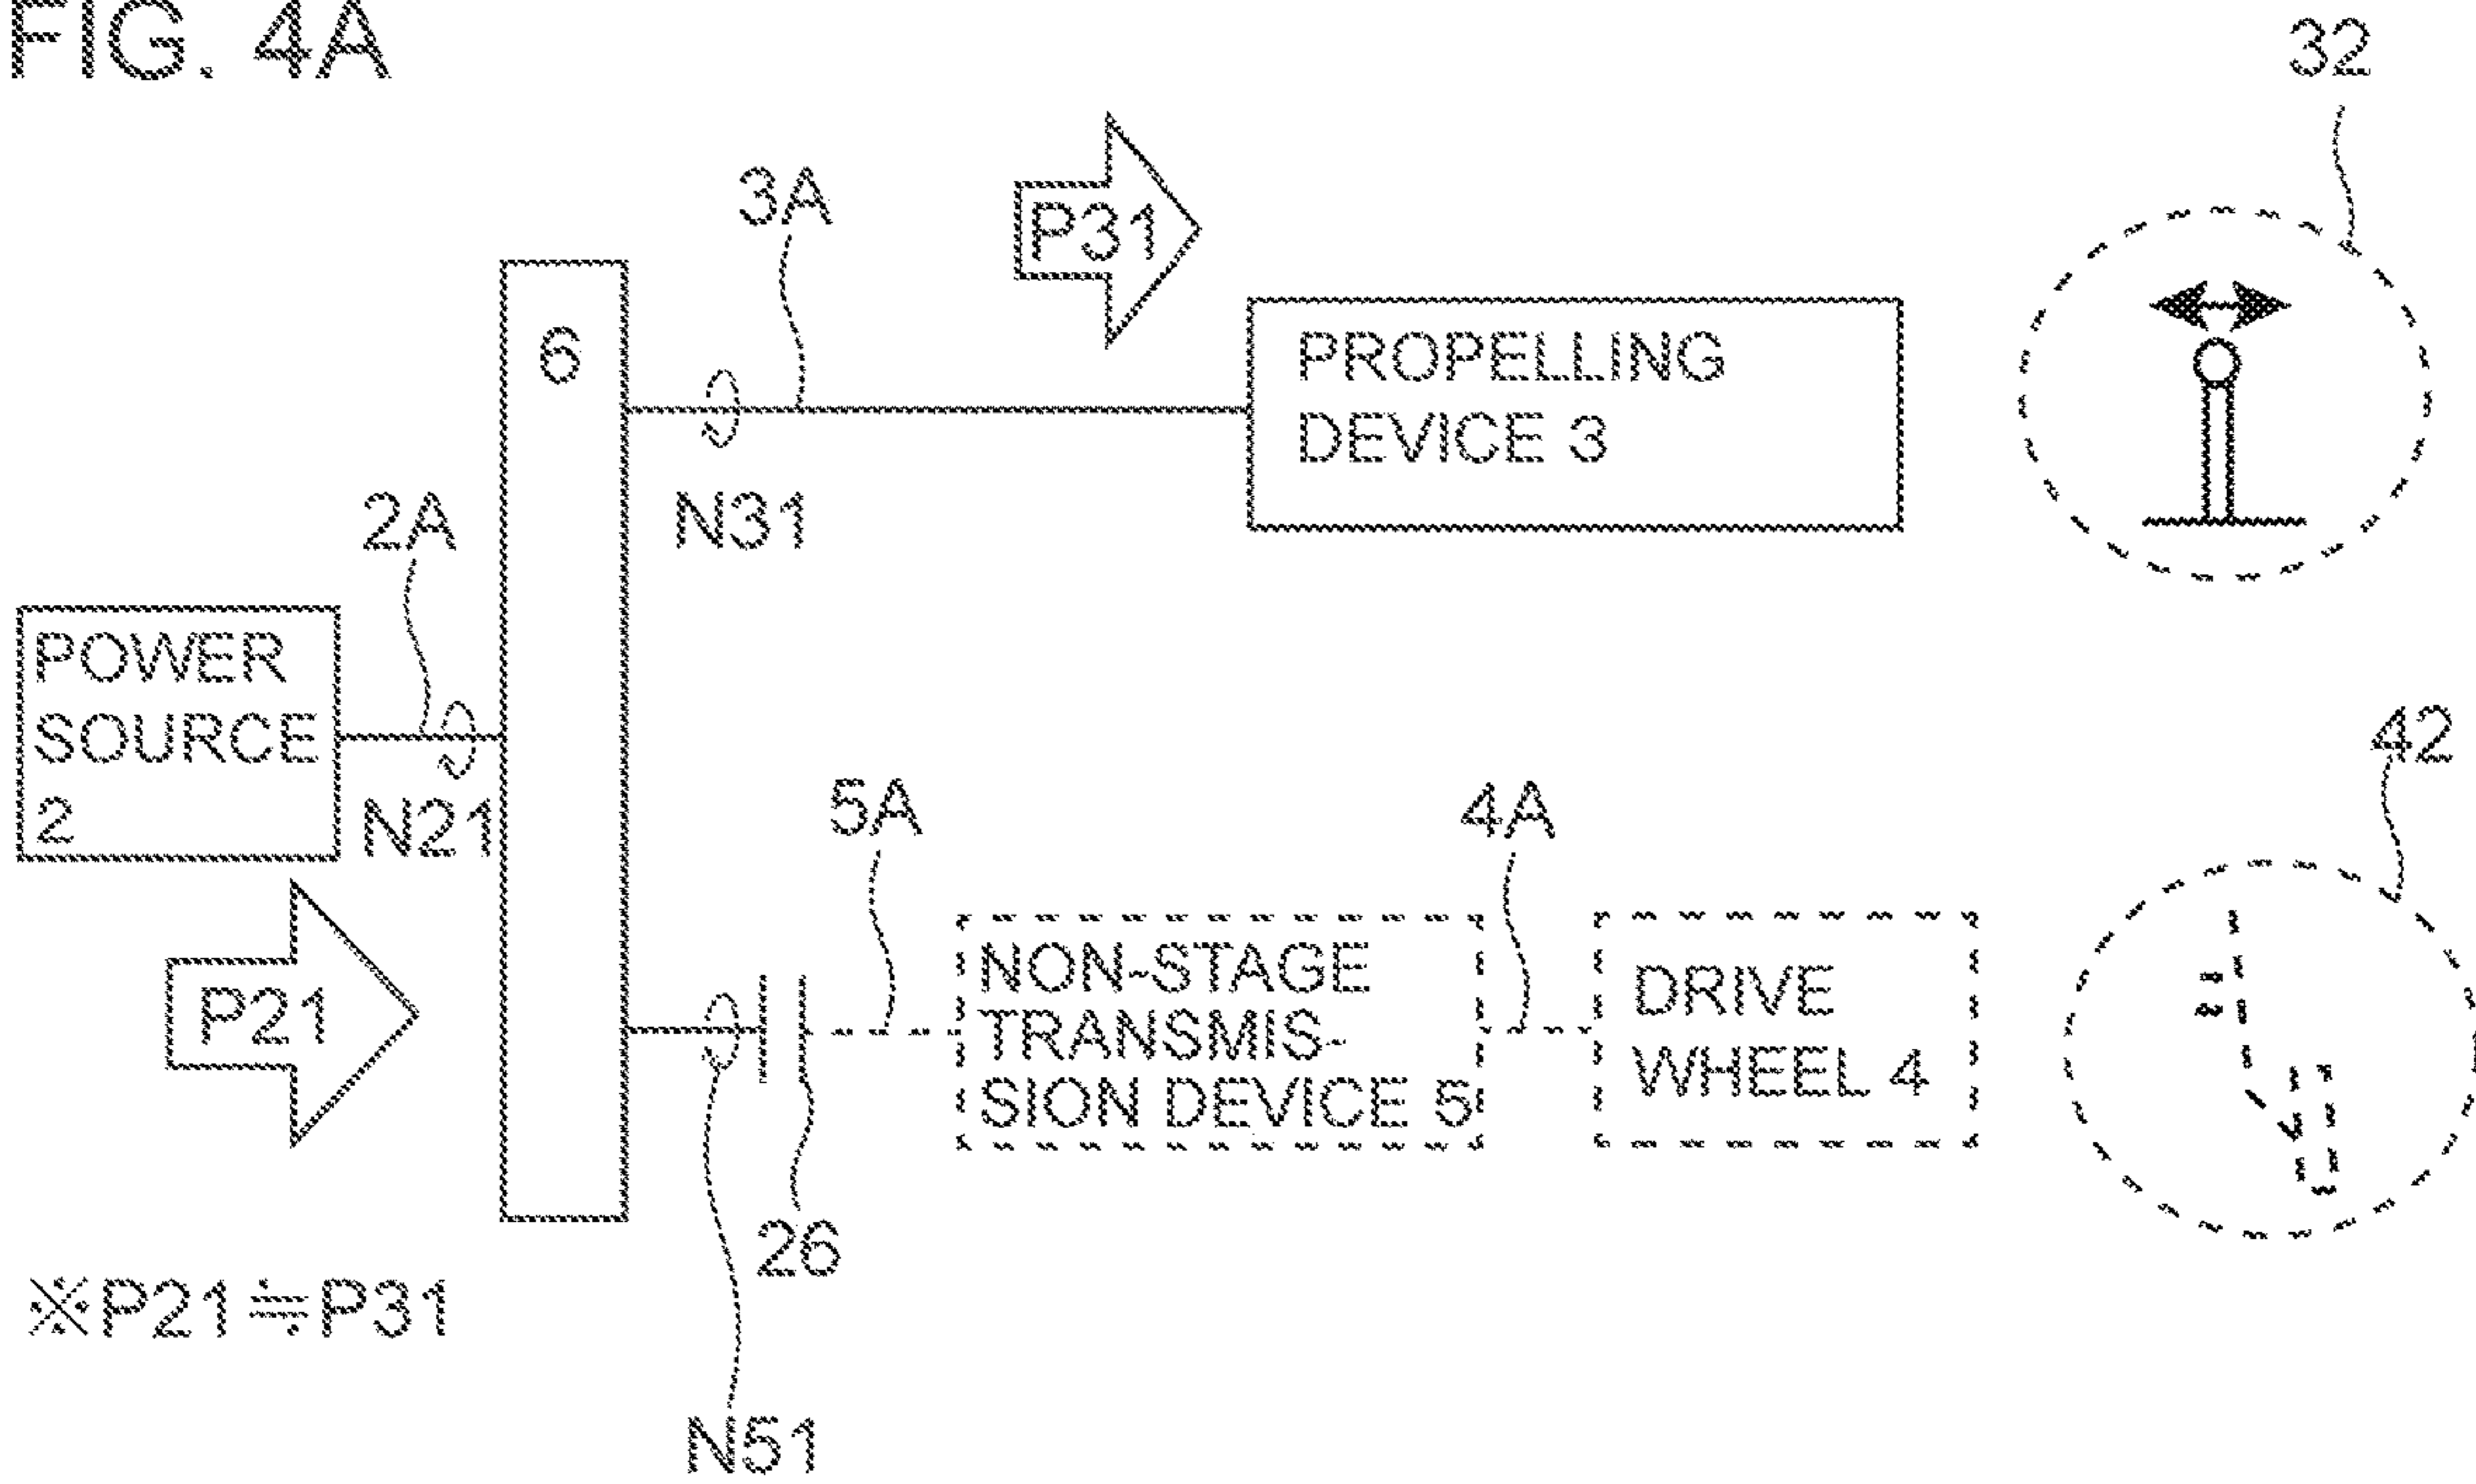 FIG. 4A
32
3A
P31
6
PROPELLING
DEVICE 3
N31
2A
POWER
SOURCE
2
N21
42
5A
4A
P21
NON-STAGE
TRANSMIS-
SION DEVICE 5
DRIVE
WHEEL 4
26
※P21≒P31
N51